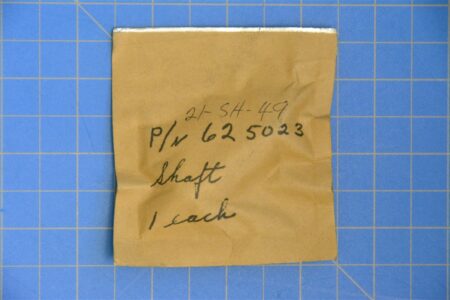 21-SH-49
P/N 625023
Shaft
1 each